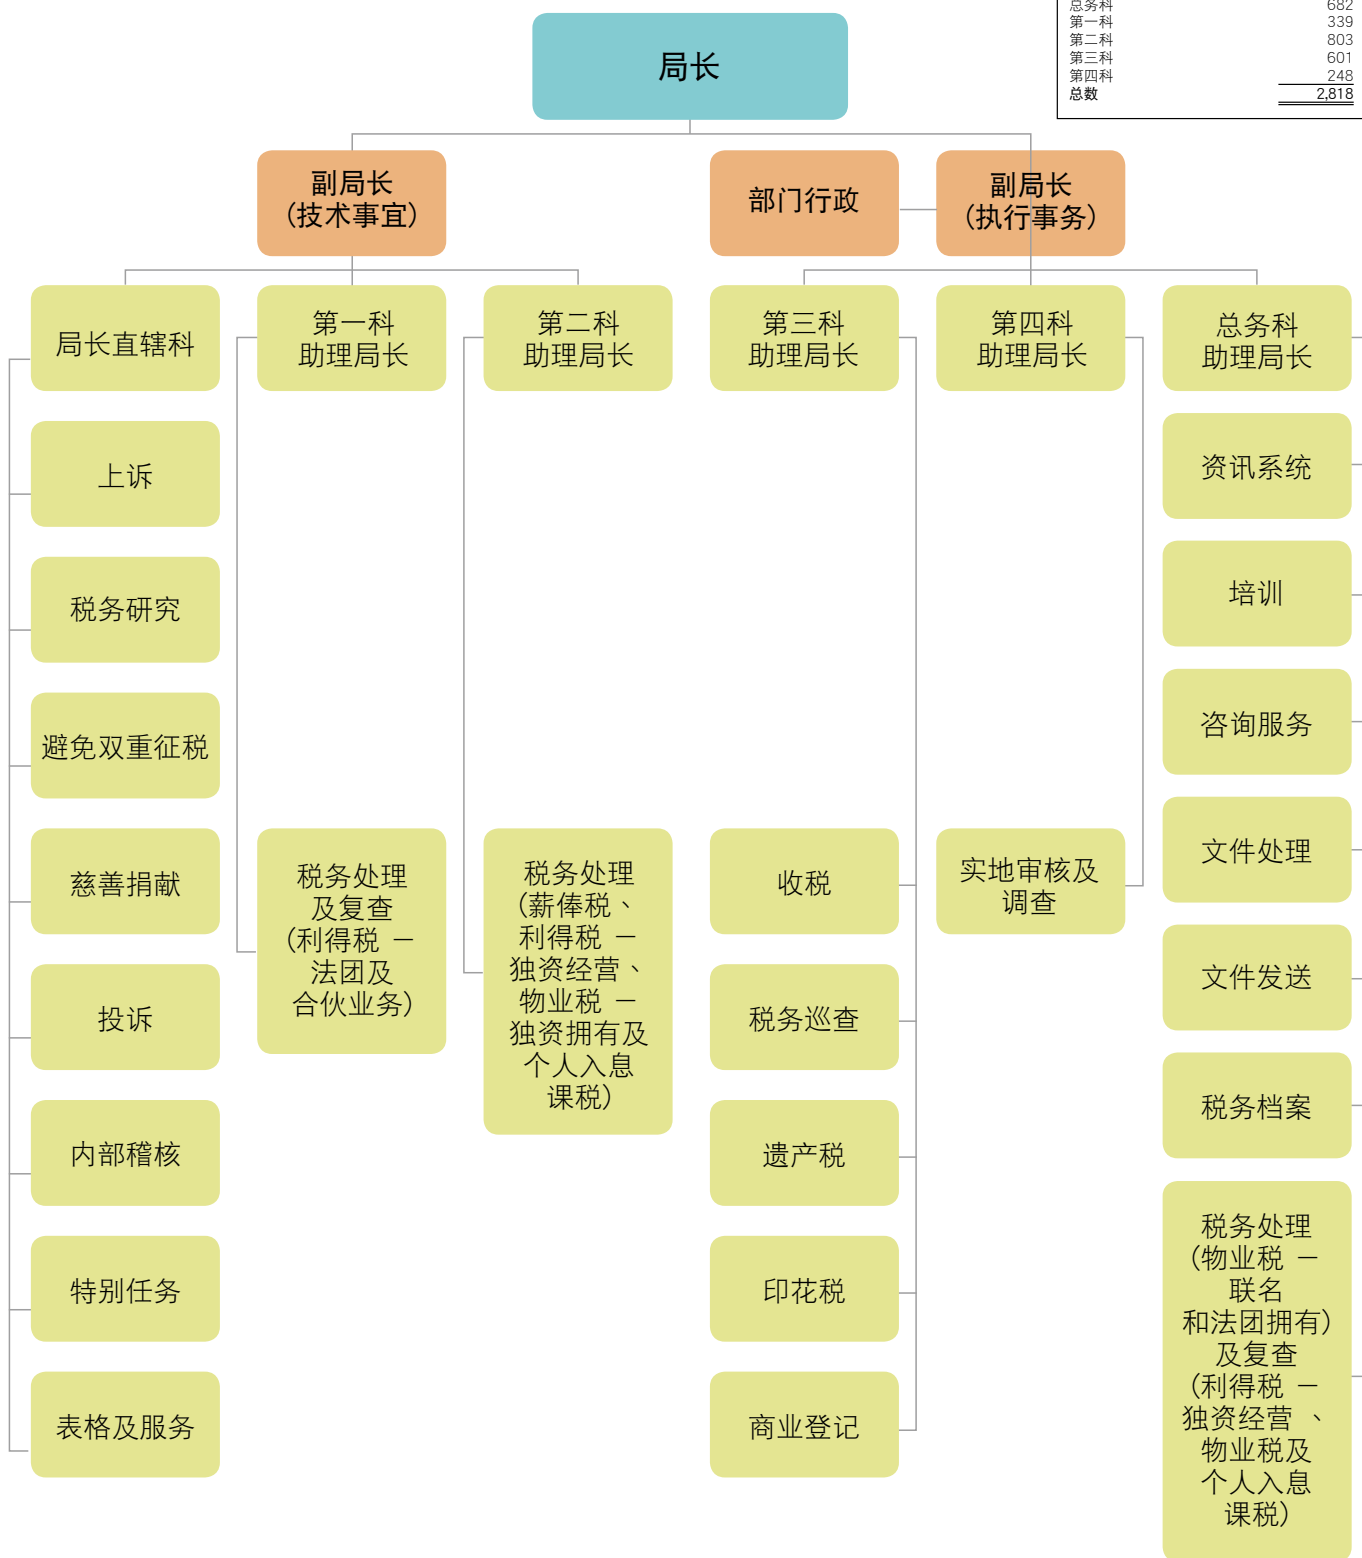 总务科 682
第一科 339
第二科 803
第三科 601
第四科 248
总数 2,818
局长
副局长
(技术事宜)
部门行政
副局长
(执行事务)
局长直辖科
第一科
助理局长
第二科
助理局长
第三科
助理局长
第四科
助理局长
总务科
助理局长
上诉
税务研究
避免双重征税
慈善捐献
投诉
内部稽核
特别任务
表格及服务
税务处理
及复查
(利得税 －
法团及
合伙业务)
税务处理
(薪俸税、
利得税 －
独资经营、
物业税 －
独资拥有及
个人入息
课税)
收税
税务巡查
遗产税
印花税
商业登记
实地审核及
调查
资讯系统
培训
咨询服务
文件处理
文件发送
税务档案
税务处理
(物业税 －
联名
和法团拥有)
及复查
(利得税 －
独资经营 、
物业税及
个人入息
课税)